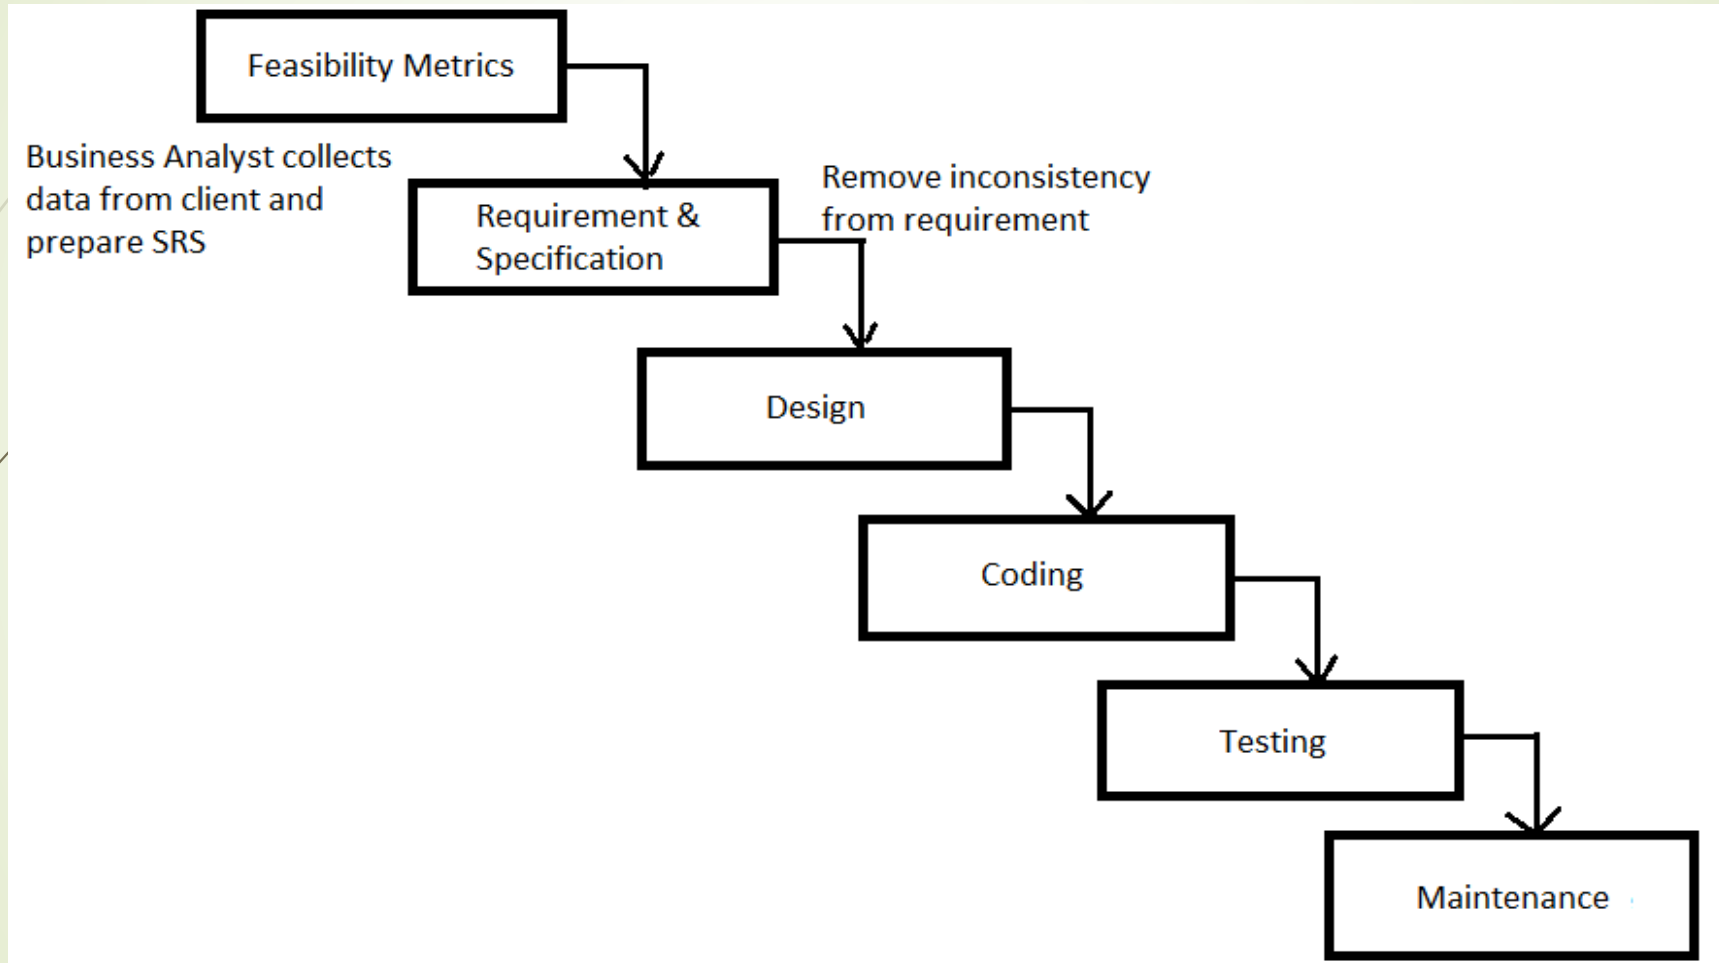 Feasibility Metrics
Business Analyst collects
data from client and
prepare SRS
Requirement &
Specification
Remove inconsistency
from requirement
Design
Coding
Testing
Maintenance